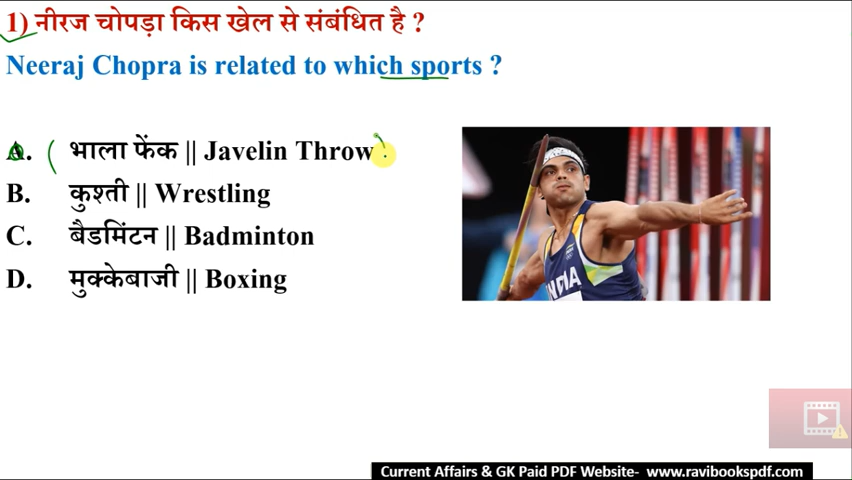 1) नीरज चोपड़ा किस खेल से संबंधित है ?
Neeraj Chopra is related to which sports ?
A. भाला फेंक || Javelin Throw
B. कुश्ती || Wrestling
C. बैडमिंटन || Badminton
D. मुक्केबाजी || Boxing
INDIA
Current Affairs & GK Paid PDF Website- www.ravibookspdf.com